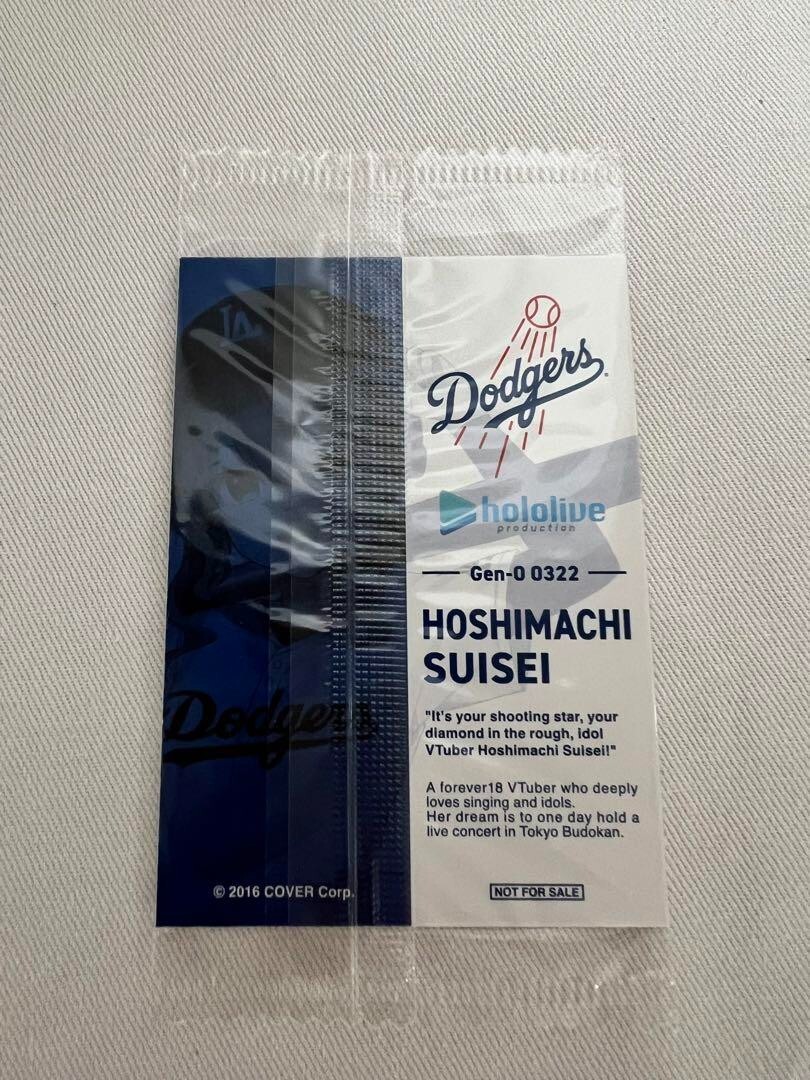 LA
Dodgers
© 2016 COVER Corp.
Dodgers
hololive
production
Gen-0 0322
HOSHIMACHI
SUISEI
"It's your shooting star, your
diamond in the rough, idol
VTuber Hoshimachi Suisei!"
A forever18 VTuber who deeply
loves singing and idols.
Her dream is to one day hold a
live concert in Tokyo Budokan.
NOT FOR SALE